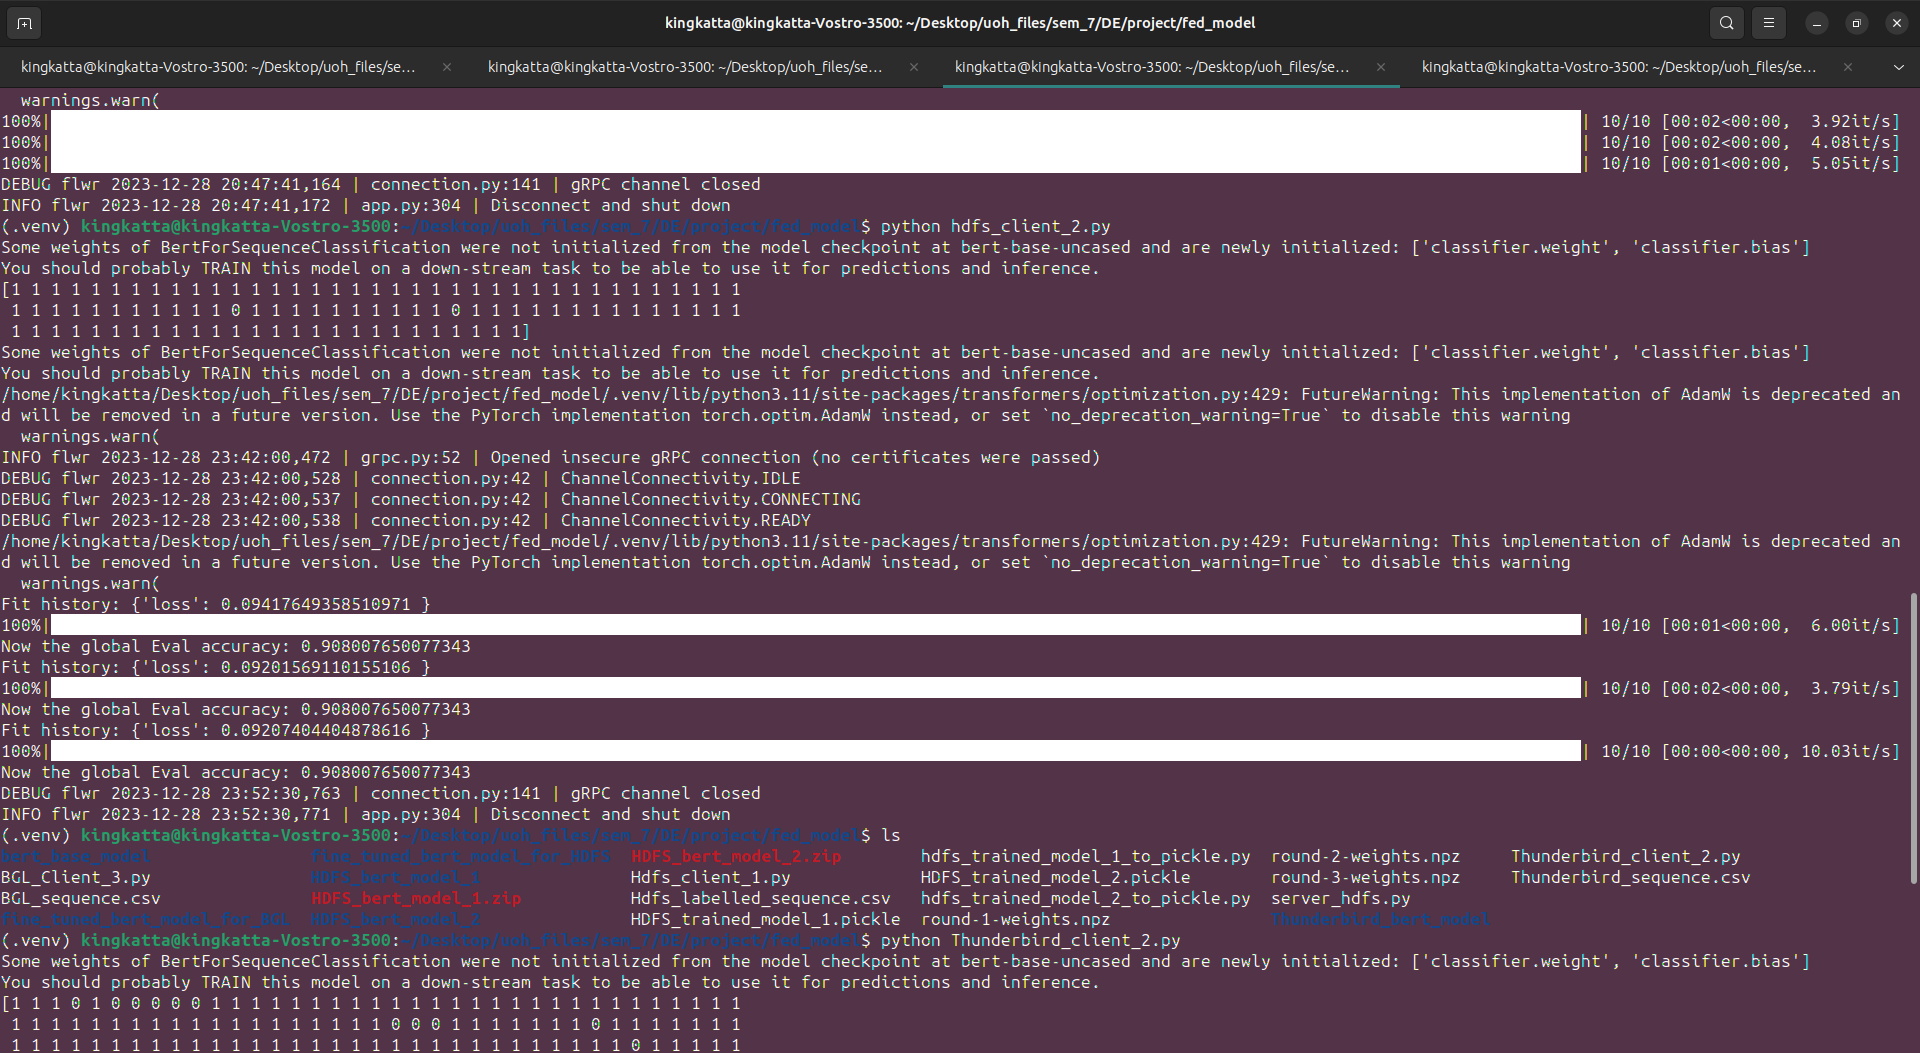 kingkatta@kingkatta-Vostro-3500: ~/Desktop/uoh_files/sem_7/DE/project/fed_model
kingkatta@kingkatta-Vostro-3500: ~/Desktop/uoh_files/se... kingkatta@kingkatta-Vostro-3500: ~/Desktop/uoh_files/se... kingkatta@kingkatta-Vostro-3500: ~/Desktop/uoh_files/se... kingkatta@kingkatta-Vostro-3500: ~/Desktop/uoh_files/se...
  warnings.warn(
100%| | 10/10 [00:02<00:00,  3.92it/s]
100%| | 10/10 [00:02<00:00,  4.08it/s]
100%| | 10/10 [00:01<00:00,  5.05it/s]
DEBUG flwr 2023-12-28 20:47:41,164 | connection.py:141 | gRPC channel closed
INFO flwr 2023-12-28 20:47:41,172 | app.py:304 | Disconnect and shut down
(.venv) kingkatta@kingkatta-Vostro-3500:~/Desktop/uoh_files/sem_7/DE/project/fed_model$ python hdfs_client_2.py
Some weights of BertForSequenceClassification were not initialized from the model checkpoint at bert-base-uncased and are newly initialized: ['classifier.weight', 'classifier.bias']
You should probably TRAIN this model on a down-stream task to be able to use it for predictions and inference.
[1 1 1 1 1 1 1 1 1 1 1 1 1 1 1 1 1 1 1 1 1 1 1 1 1 1 1 1 1 1 1 1 1 1 1 1 1
 1 1 1 1 1 1 1 1 1 1 1 0 1 1 1 1 1 1 1 1 1 1 0 1 1 1 1 1 1 1 1 1 1 1 1 1 1 1
 1 1 1 1 1 1 1 1 1 1 1 1 1 1 1 1 1 1 1 1 1 1 1 1 1 1]
Some weights of BertForSequenceClassification were not initialized from the model checkpoint at bert-base-uncased and are newly initialized: ['classifier.weight', 'classifier.bias']
You should probably TRAIN this model on a down-stream task to be able to use it for predictions and inference.
/home/kingkatta/Desktop/uoh_files/sem_7/DE/project/fed_model/.venv/lib/python3.11/site-packages/transformers/optimization.py:429: FutureWarning: This implementation of AdamW is deprecated an
d will be removed in a future version. Use the PyTorch implementation torch.optim.AdamW instead, or set `no_deprecation_warning=True` to disable this warning
  warnings.warn(
INFO flwr 2023-12-28 23:42:00,472 | grpc.py:52 | Opened insecure gRPC connection (no certificates were passed)
DEBUG flwr 2023-12-28 23:42:00,528 | connection.py:42 | ChannelConnectivity.IDLE
DEBUG flwr 2023-12-28 23:42:00,537 | connection.py:42 | ChannelConnectivity.CONNECTING
DEBUG flwr 2023-12-28 23:42:00,538 | connection.py:42 | ChannelConnectivity.READY
/home/kingkatta/Desktop/uoh_files/sem_7/DE/project/fed_model/.venv/lib/python3.11/site-packages/transformers/optimization.py:429: FutureWarning: This implementation of AdamW is deprecated an
d will be removed in a future version. Use the PyTorch implementation torch.optim.AdamW instead, or set `no_deprecation_warning=True` to disable this warning
  warnings.warn(
Fit history: {'loss': 0.09417649358510971 }
100%| | 10/10 [00:01<00:00,  6.00it/s]
Now the global Eval accuracy: 0.908007650077343
Fit history: {'loss': 0.09201569110155106 }
100%| | 10/10 [00:02<00:00,  3.79it/s]
Now the global Eval accuracy: 0.908007650077343
Fit history: {'loss': 0.09207404404878616 }
100%| | 10/10 [00:00<00:00, 10.03it/s]
Now the global Eval accuracy: 0.908007650077343
DEBUG flwr 2023-12-28 23:52:30,763 | connection.py:141 | gRPC channel closed
INFO flwr 2023-12-28 23:52:30,771 | app.py:304 | Disconnect and shut down
(.venv) kingkatta@kingkatta-Vostro-3500:~/Desktop/uoh_files/sem_7/DE/project/fed_model$ ls
bert_base_model fine_tuned_bert_model_for_HDFS HDFS_bert_model_2.zip hdfs_trained_model_1_to_pickle.py round-2-weights.npz Thunderbird_client_2.py
BGL_Client_3.py HDFS_bert_model_1 Hdfs_client_1.py HDFS_trained_model_2.pickle round-3-weights.npz Thunderbird_sequence.csv
BGL_sequence.csv HDFS_bert_model_1.zip Hdfs_labelled_sequence.csv hdfs_trained_model_2_to_pickle.py server_hdfs.py
fine_tuned_bert_model_for_BGL HDFS_bert_model_2 HDFS_trained_model_1.pickle round-1-weights.npz Thunderbird_bert_model
(.venv) kingkatta@kingkatta-Vostro-3500:~/Desktop/uoh_files/sem_7/DE/project/fed_model$ python Thunderbird_client_2.py
Some weights of BertForSequenceClassification were not initialized from the model checkpoint at bert-base-uncased and are newly initialized: ['classifier.weight', 'classifier.bias']
You should probably TRAIN this model on a down-stream task to be able to use it for predictions and inference.
[1 1 1 0 1 0 0 0 0 0 1 1 1 1 1 1 1 1 1 1 1 1 1 1 1 1 1 1 1 1 1 1 1 1 1 1 1
 1 1 1 1 1 1 1 1 1 1 1 1 1 1 1 1 1 1 1 0 0 0 1 1 1 1 1 1 1 0 1 1 1 1 1 1 1
 1 1 1 1 1 1 1 1 1 1 1 1 1 1 1 1 1 1 1 1 1 1 1 1 1 1 1 1 1 1 1 0 1 1 1 1 1